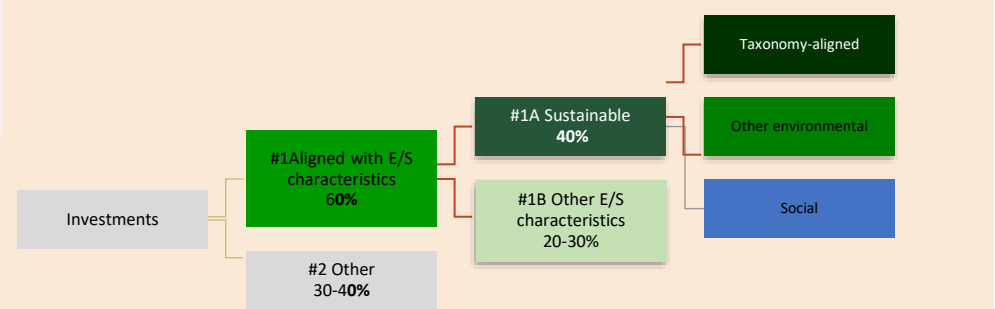 Taxonomy-aligned
#1A Sustainable
40%
Other environmental
#1Aligned with E/S
characteristics
60%
#1B Other E/S
characteristics
20-30%
Social
Investments
#2 Other
30-40%